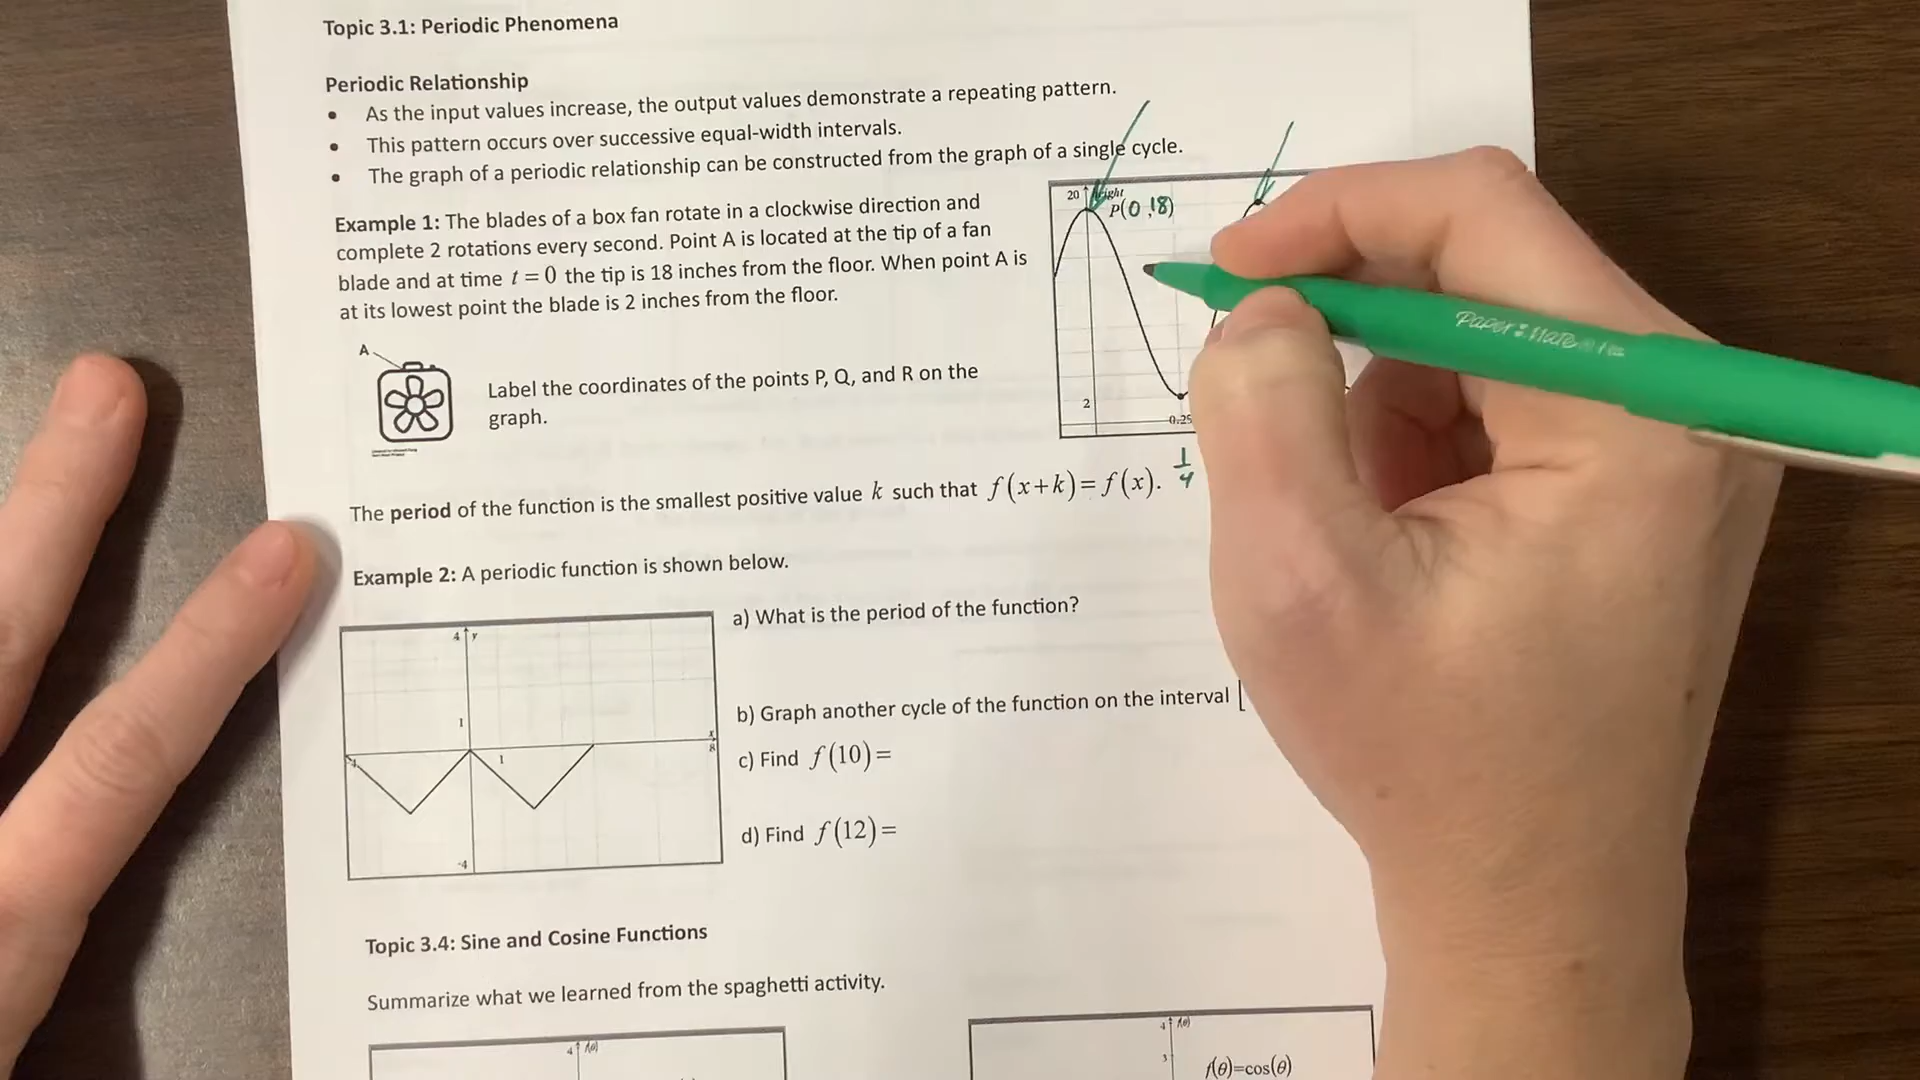 Topic 3.1: Periodic Phenomena
Periodic Relationship
• As the input values increase, the output values demonstrate a repeating pattern.
• This pattern occurs over successive equal-width intervals.
• The graph of a periodic relationship can be constructed from the graph of a single cycle.
Example 1: The blades of a box fan rotate in a clockwise direction and
complete 2 rotations every second. Point A is located at the tip of a fan
blade and at time t = 0 the tip is 18 inches from the floor. When point A is
at its lowest point the blade is 2 inches from the floor.
20
P(0,18)
2
0.25
1/4
A
Label the coordinates of the points P, Q, and R on the
graph.
The period of the function is the smallest positive value k such that f(x+k)=f(x).
Example 2: A periodic function is shown below.
4 y
1
1
x
8
-4
a) What is the period of the function?
b) Graph another cycle of the function on the interval [
c) Find f(10)=
d) Find f(12)=
Topic 3.4: Sine and Cosine Functions
Summarize what we learned from the spaghetti activity.
4 f(θ)
4 f(θ)
3
f(θ)=cos(θ)
Paper:Mate